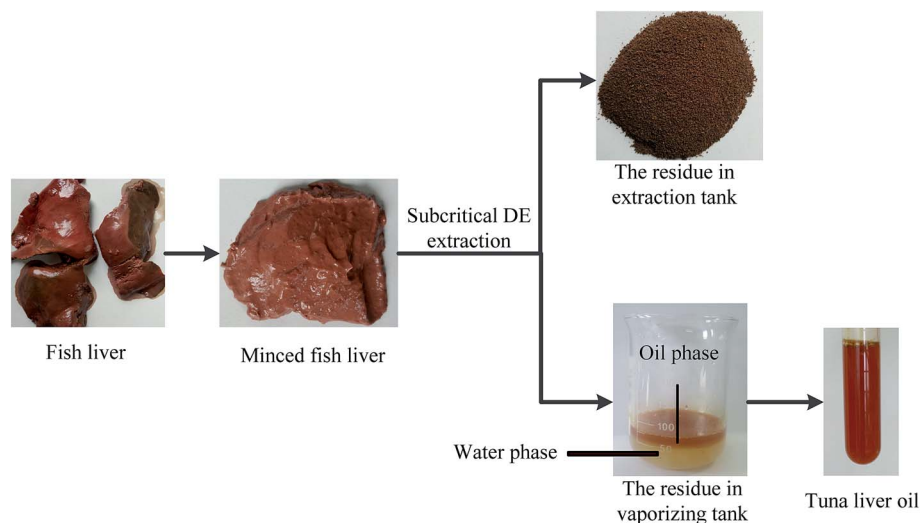 The residue in
extraction tank
Subcritical DE
extraction
Fish liver
Minced fish liver
Oil phase
100
50
Water phase
The residue in
vaporizing tank
Tuna liver oil